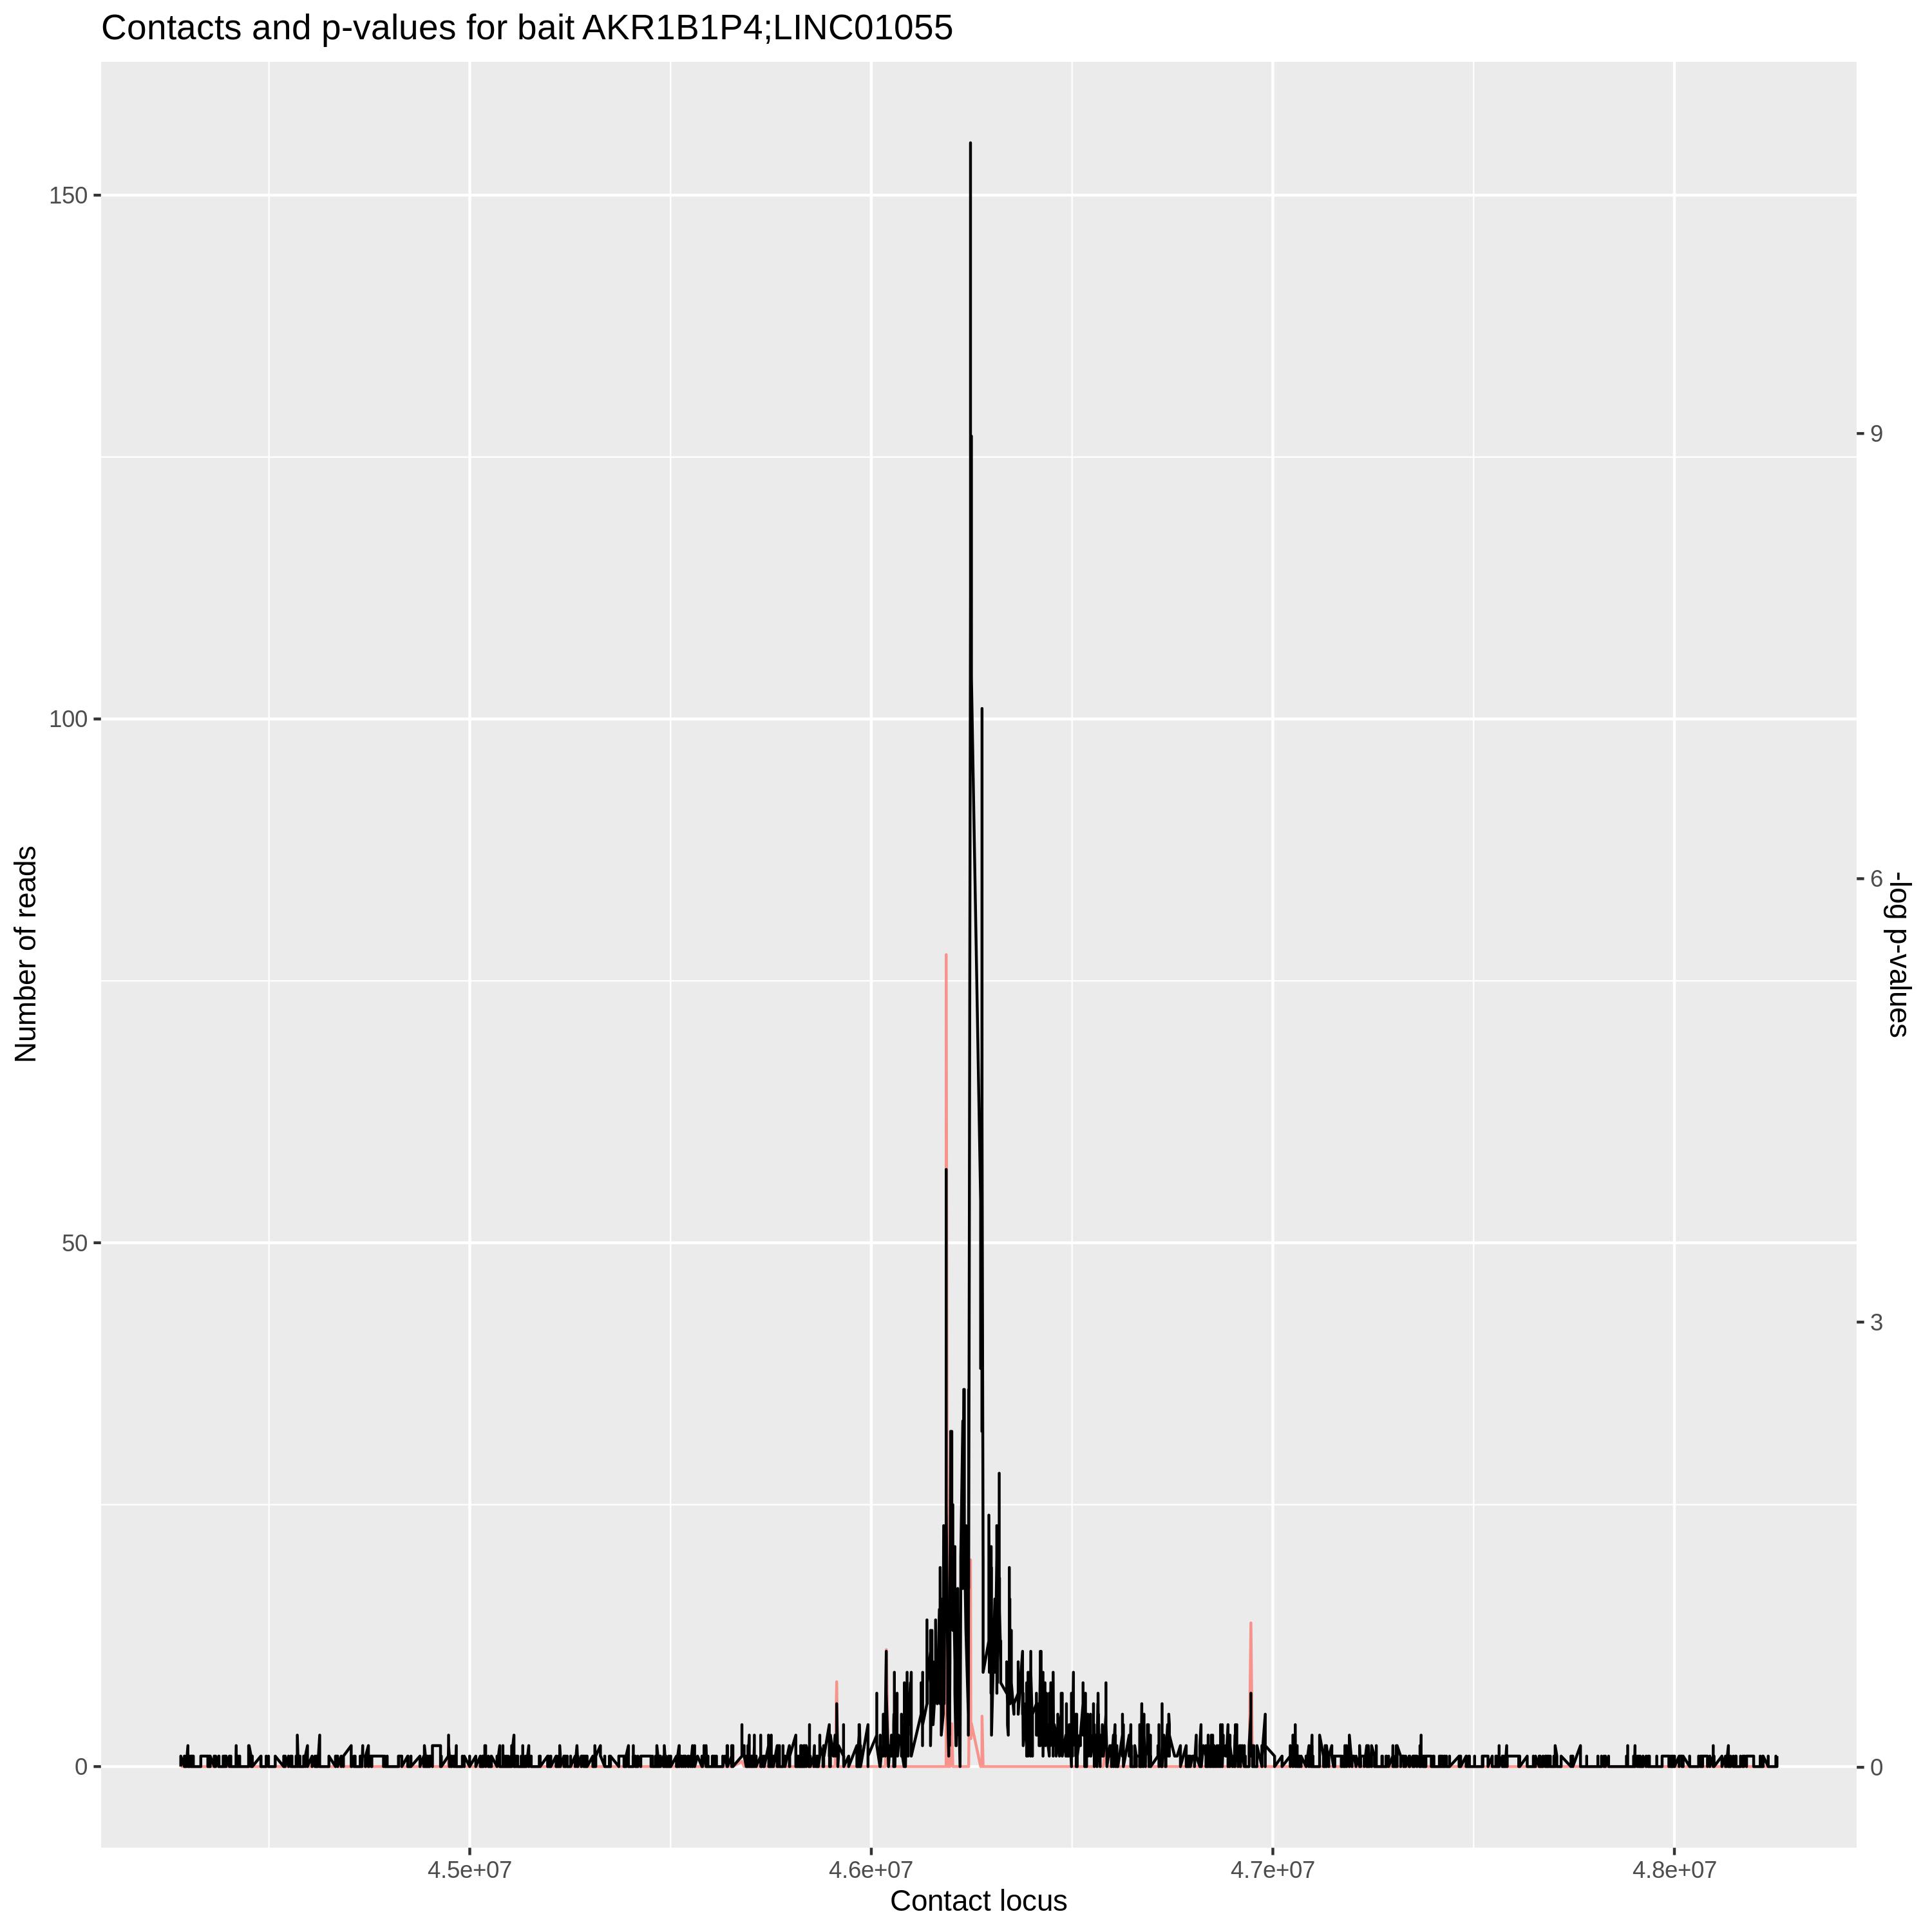 Contacts and p-values for bait AKR1B1P4;LINC01055
150
100
50
0
Number of reads
9
6
3
0
-log p-values
4.5e+07
4.6e+07
4.7e+07
4.8e+07
Contact locus